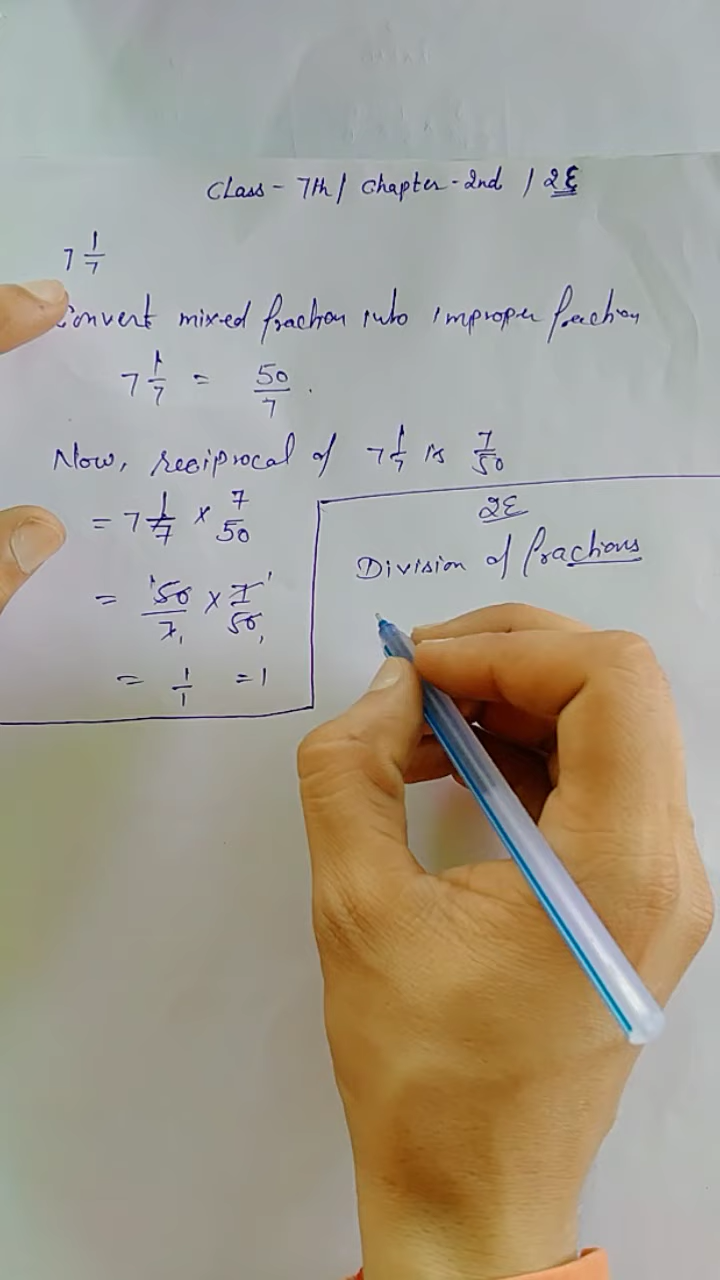 Class - 7th / Chapter - 2nd / 2E
7 1/7
Convert mixed fraction into improper fraction
7 1/7 = 50/7 .
Now, reciprocal of 7 1/7 is 7/50
= 7 1/7 × 7/50
= 50/7 × 7/50
= 1/1 = 1
2E
Division of fractions